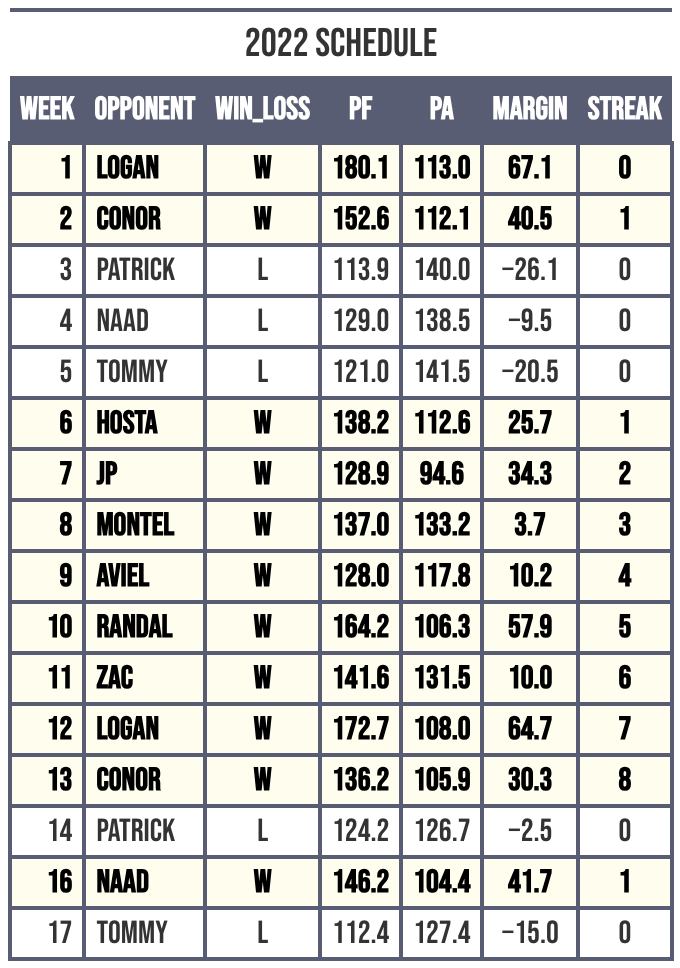 2022 SCHEDULE
WEEK OPPONENT WIN_LOSS PF PA MARGIN STREAK
1 LOGAN W 180.1 113.0 67.1 0
2 CONOR W 152.6 112.1 40.5 1
3 PATRICK L 113.9 140.0 −26.1 0
4 NAAD L 129.0 138.5 −9.5 0
5 TOMMY L 121.0 141.5 −20.5 0
6 HOSTA W 138.2 112.6 25.7 1
7 JP W 128.9 94.6 34.3 2
8 MONTEL W 137.0 133.2 3.7 3
9 AVIEL W 128.0 117.8 10.2 4
10 RANDAL W 164.2 106.3 57.9 5
11 ZAC W 141.6 131.5 10.0 6
12 LOGAN W 172.7 108.0 64.7 7
13 CONOR W 136.2 105.9 30.3 8
14 PATRICK L 124.2 126.7 −2.5 0
16 NAAD W 146.2 104.4 41.7 1
17 TOMMY L 112.4 127.4 −15.0 0